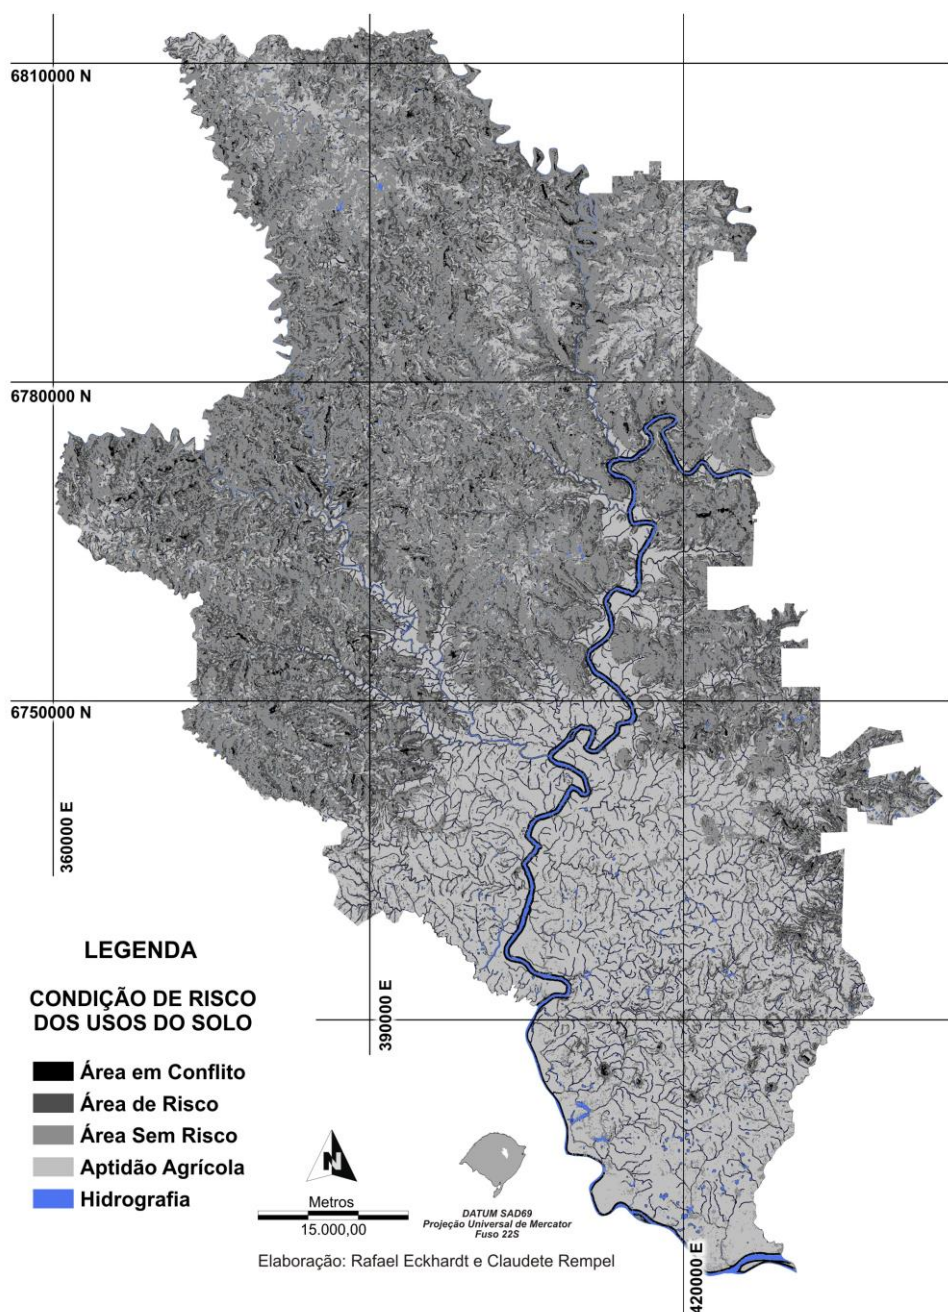 6810000 N
6780000 N
6750000 N
360000 E
390000 E
420000 E
LEGENDA
CONDIÇÃO DE RISCO
DOS USOS DO SOLO
Área em Conflito
Área de Risco
Área Sem Risco
Aptidão Agrícola
Hidrografia
N
Metros
15.000,00
DATUM SAD69
Projeção Universal de Mercator
Fuso 22S
Elaboração: Rafael Eckhardt e Claudete Rempel